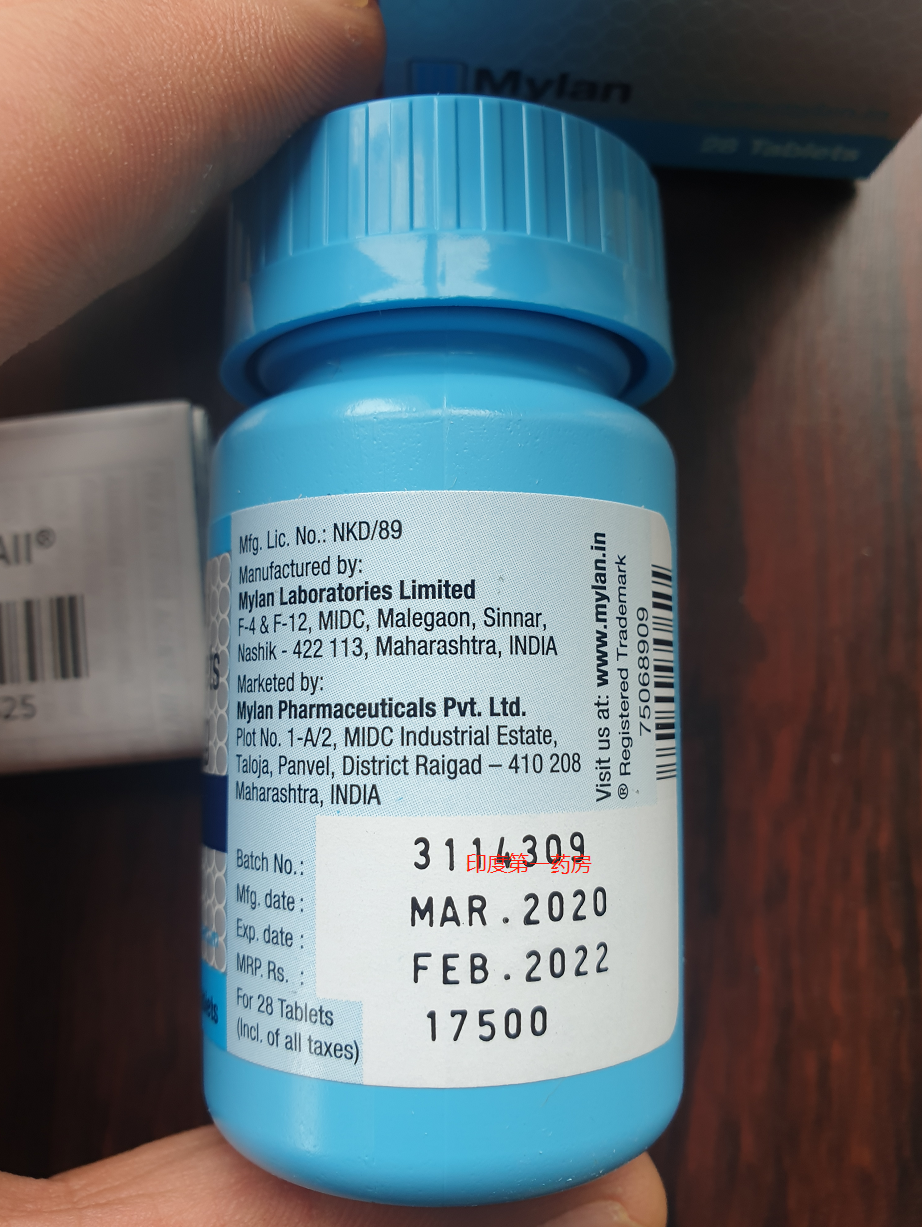 Mylan
28 Tablets
All®
25
Mfg. Lic. No.: NKD/89
Manufactured by:
Mylan Laboratories Limited
F-4 & F-12, MIDC, Malegaon, Sinnar,
Nashik - 422 113, Maharashtra, INDIA
Marketed by:
Mylan Pharmaceuticals Pvt. Ltd.
Plot No. 1-A/2, MIDC Industrial Estate,
Taloja, Panvel, District Raigad – 410 208
Maharashtra, INDIA
Visit us at: www.mylan.in
® Registered Trademark
75068909
Batch No.: 3114309
印度第一药房
Mfg. date : MAR.2020
Exp. date : FEB.2022
MRP. Rs. : 17500
For 28 Tablets
(Incl. of all taxes)